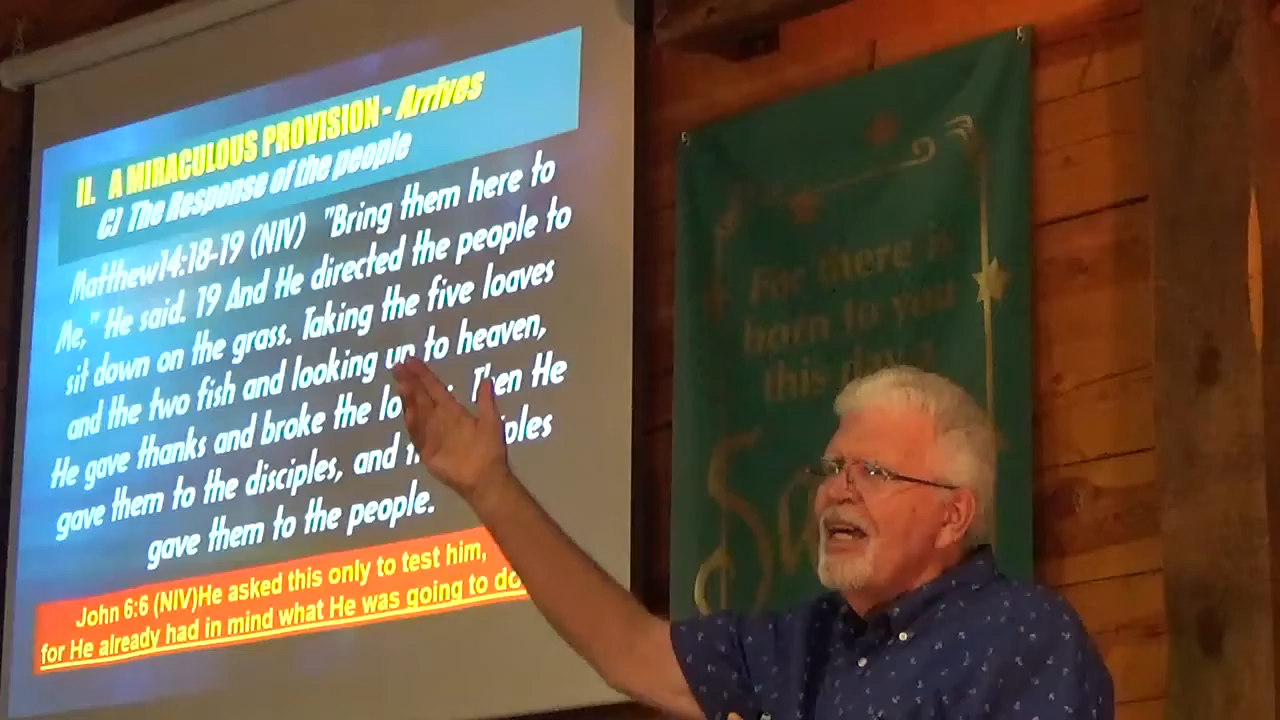 II. A MIRACULOUS PROVISION - Arrives
C) The Response of the people
Matthew14:18-19 (NIV) "Bring them here to
Me," He said. 19 And He directed the people to
sit down on the grass. Taking the five loaves
and the two fish and looking up to heaven,
He gave thanks and broke the Then He
gave them to the disciples, and
gave them to the people.
John 6:6 (NIV)He asked this only to test him,
for He already had in mind what He was going to do
For there is
born to you
this day